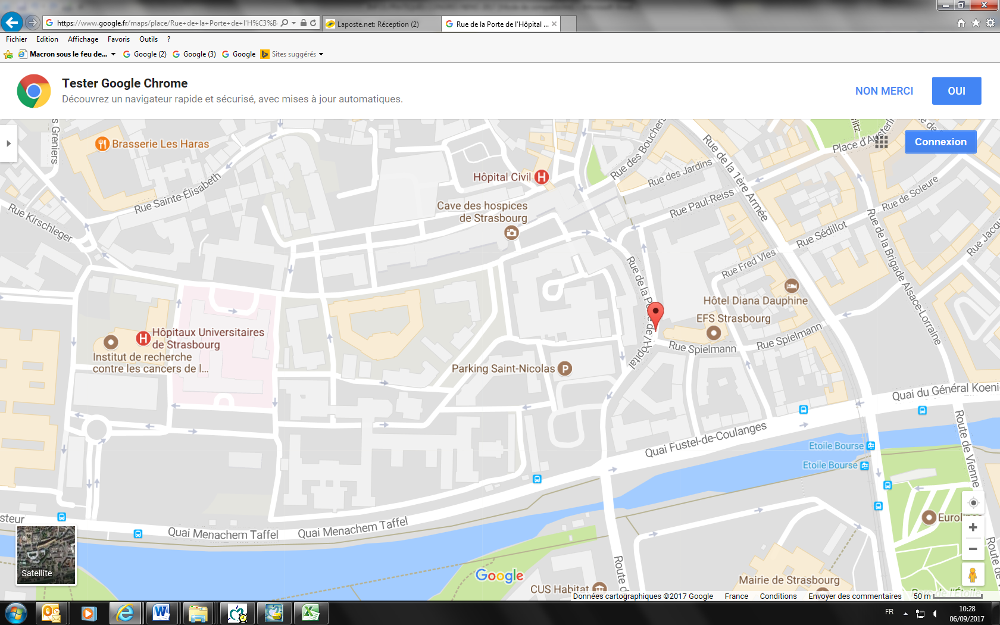 https://www.google.fr/maps/place/Rue+de+la+Porte+de+l'H%C3%B4
Laposte.net: Réception (2)
Rue de la Porte de l'Hôpital ...
Fichier Edition Affichage Favoris Outils ?
Macron sous le feu de...
Google (2)
Google (3)
Google
Sites suggérés
Tester Google Chrome
Découvrez un navigateur rapide et sécurisé, avec mises à jour automatiques.
NON MERCI
OUI
Connexion
s Greniers
Brasserie Les Haras
Rue des Bouchers
Rue de la 1ère Armée
Place d'Austerli
Hôpital Civil
Rue des Jardins
Rue Sainte-Élisabeth
Rue Kirschleger
Rue Paul-Reiss
Rue de Soleure
Cave des hospices
de Strasbourg
Rue Sédillot
Rue Jacqu
Rue de la Brigade Alsace-Lorraine
Rue Fred Vles
Rue de la Porte de l'Hôpital
Hôtel Diana Dauphine
EFS Strasbourg
Rue Spielmann
Rue Spielmann
Hôpitaux Universitaires
de Strasbourg
Institut de recherche
contre les cancers de l...
Parking Saint-Nicolas
Quai du Général Koeni
Quai Fustel-de-Coulanges
Route de Vienne
Etoile Bourse
Etoile Bourse
steur
Quai Menachem Taffel
Quai Menachem Taffel
Satellite
Google
CUS Habitat
Route d
Mairie de Strasbourg
Données cartographiques ©2017 Google France Conditions Envoyer des commentaires 50 m
FR
10:28
06/09/2017